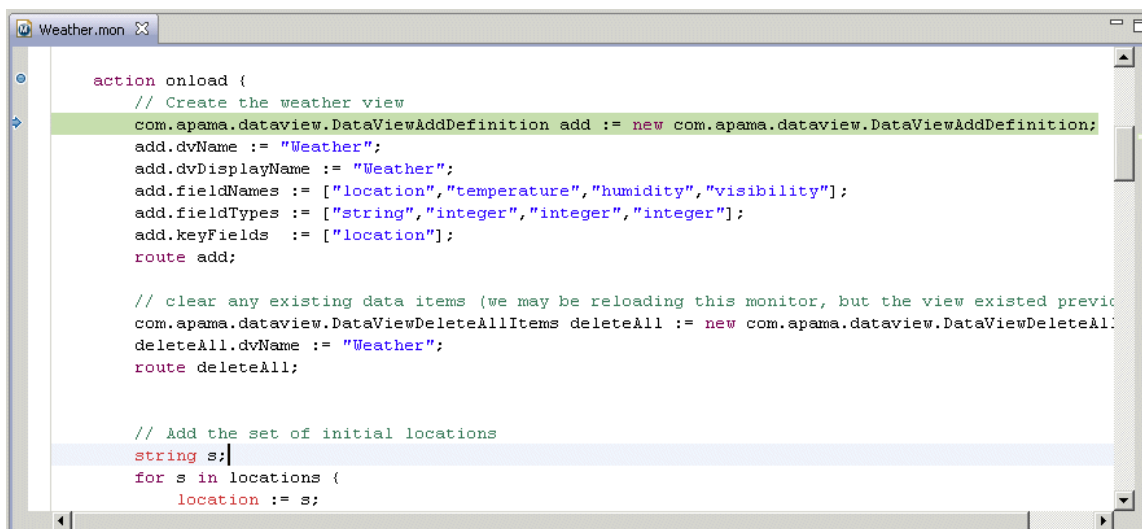 Weather.mon
action onload {
// Create the weather view
com.apama.dataview.DataViewAddDefinition add := new com.apama.dataview.DataViewAddDefinition;
add.dvName := "Weather";
add.dvDisplayName := "Weather";
add.fieldNames := ["location","temperature","humidity","visibility"];
add.fieldTypes := ["string","integer","integer","integer"];
add.keyFields  := ["location"];
route add;
// clear any existing data items (we may be reloading this monitor, but the view existed previo
com.apama.dataview.DataViewDeleteAllItems deleteAll := new com.apama.dataview.DataViewDeleteAll
deleteAll.dvName := "Weather";
route deleteAll;
// Add the set of initial locations
string s;
for s in locations {
location := s;